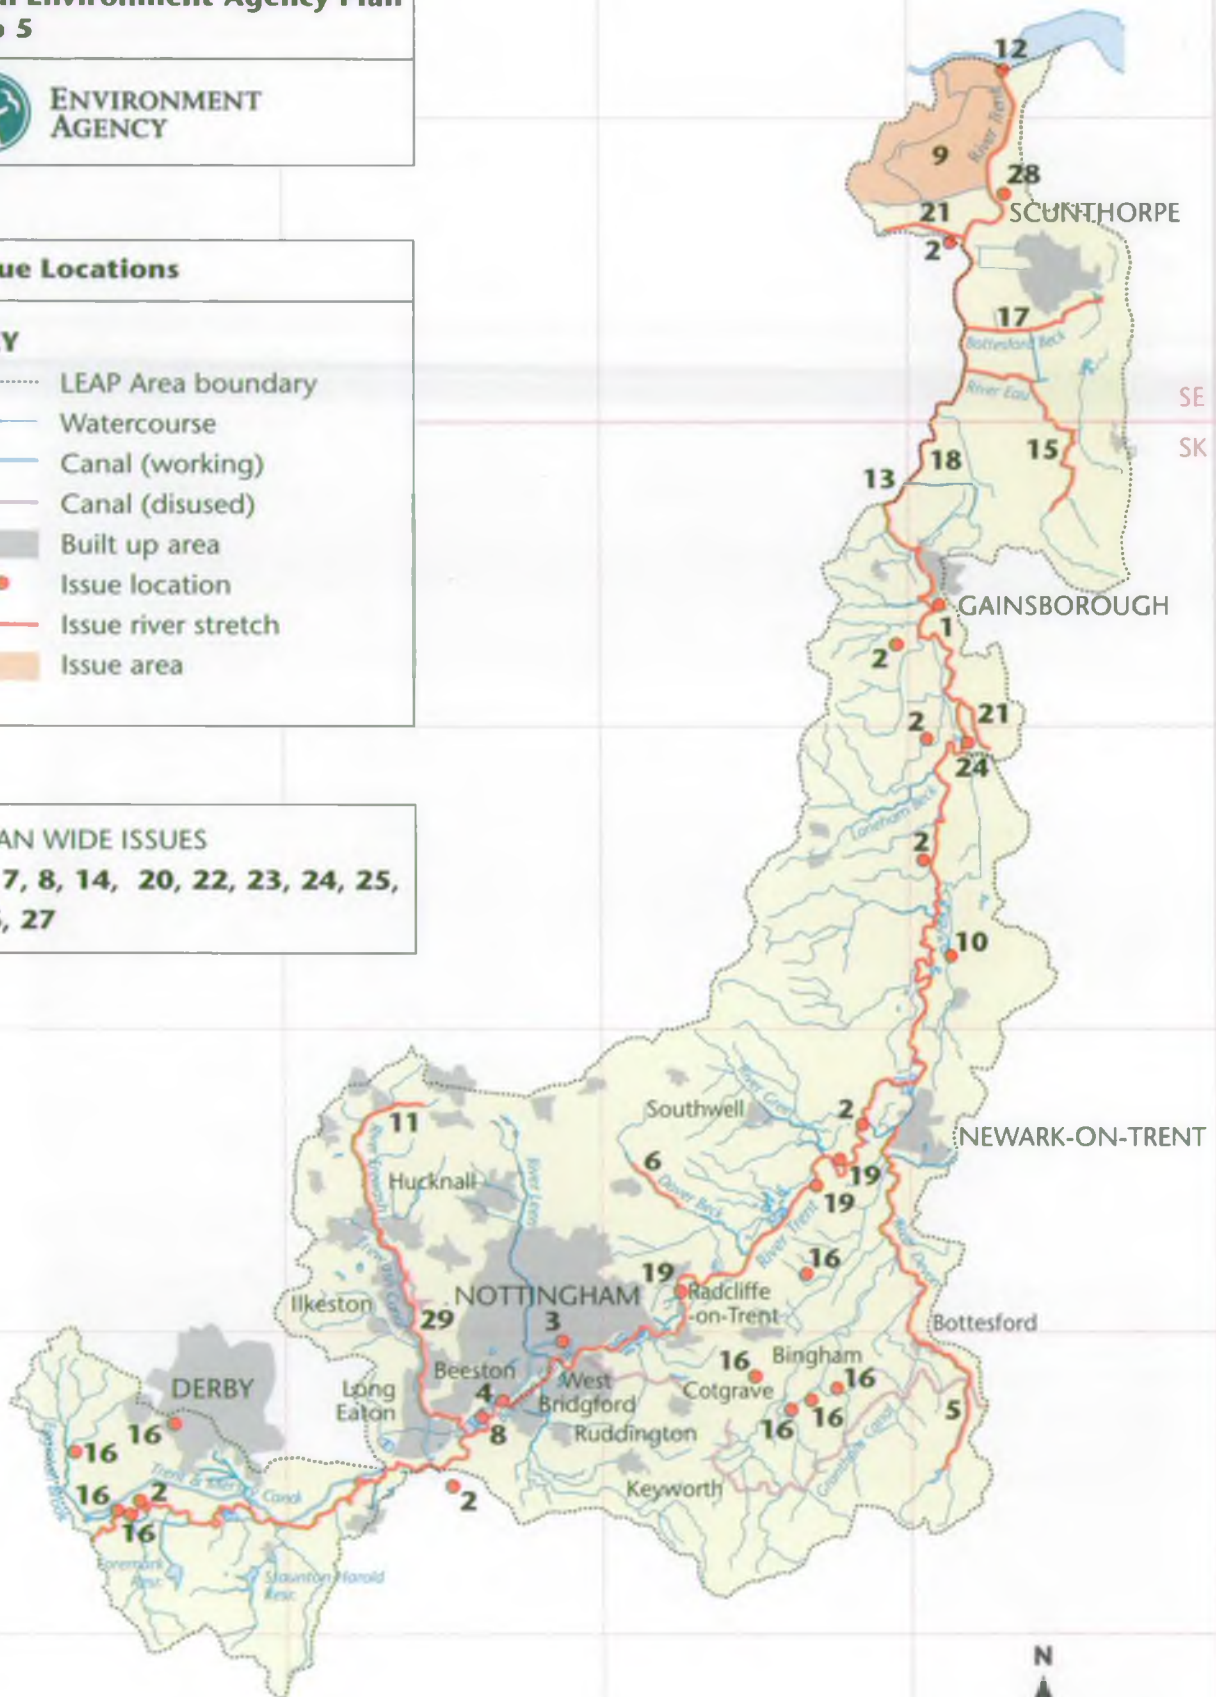 Environment Agency Plan
5
ENVIRONMENT
AGENCY
ue Locations
Y
LEAP Area boundary
Watercourse
Canal (working)
Canal (disused)
Built up area
Issue location
Issue river stretch
Issue area
AN WIDE ISSUES
7, 8, 14, 20, 22, 23, 24, 25,
, 27
12
River Trent
9
28
21
SCUNTHORPE
2
17
Bottesford Beck
River Eau
SE
SK
18
15
13
GAINSBOROUGH
1
2
2
21
24
Laneham Beck
2
10
11
River Erewash
Hucknall
River Leen
Southwell
River Greet
2
NEWARK-ON-TRENT
6
Dover Beck
19
19
River Trent
River Devon
16
Ilkeston
NOTTINGHAM
19
Radcliffe
-on-Trent
29
3
Bottesford
DERBY
Long
Eaton
Beeston
4
West
Bridgford
16
Bingham
16
Cotgrave
16
16
5
8
Ruddington
Grantham Canal
Keyworth
16
16
Trent & Mersey Canal
16
2
16
2
Foremark
Resr.
Staunton Harold
Resr.
N